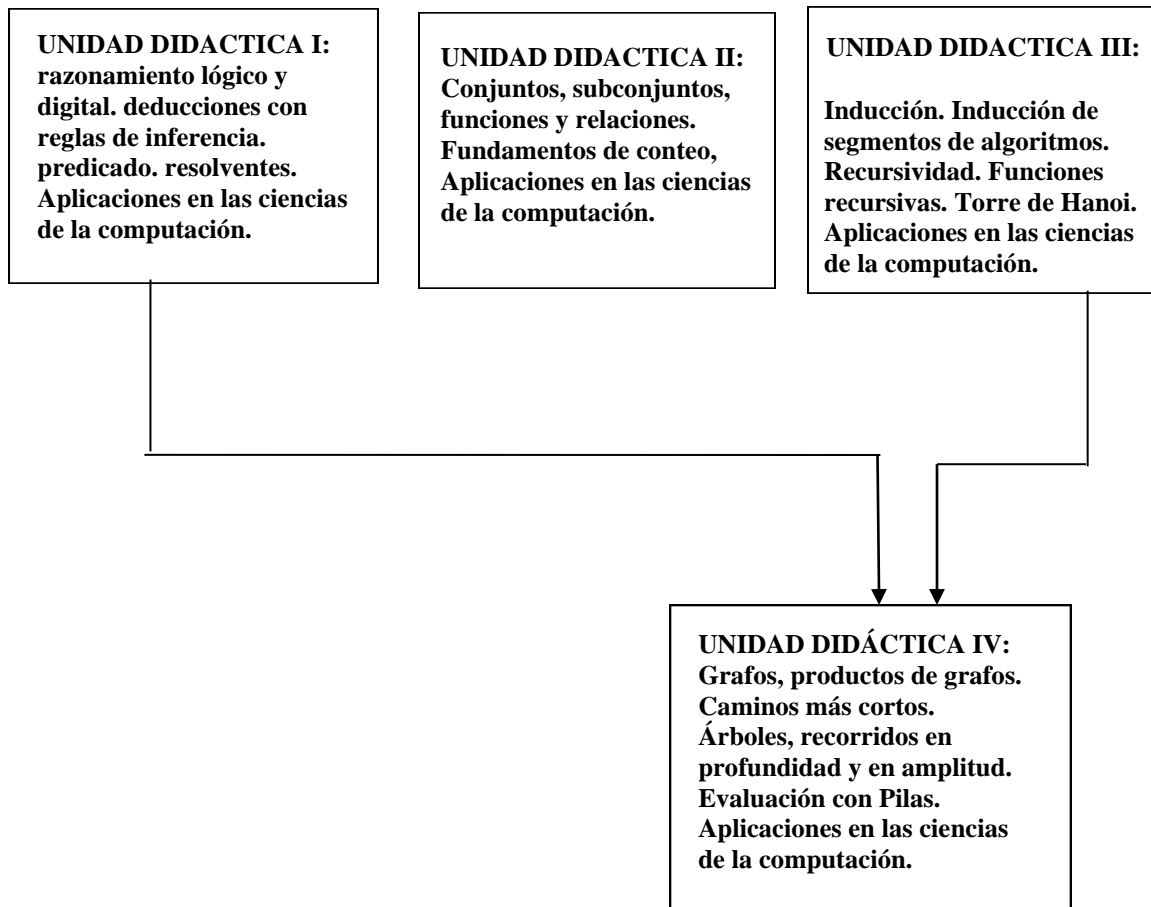 UNIDAD DIDACTICA I:
razonamiento lógico y
digital. deducciones con
reglas de inferencia.
predicado. resolventes.
Aplicaciones en las ciencias
de la computación.
UNIDAD DIDACTICA II:
Conjuntos, subconjuntos,
funciones y relaciones.
Fundamentos de conteo,
Aplicaciones en las ciencias
de la computación.
UNIDAD DIDACTICA III:
Inducción. Inducción de
segmentos de algoritmos.
Recursividad. Funciones
recursivas. Torre de Hanoi.
Aplicaciones en las ciencias
de la computación.
UNIDAD DIDÁCTICA IV:
Grafos, productos de grafos.
Caminos más cortos.
Árboles, recorridos en
profundidad y en amplitud.
Evaluación con Pilas.
Aplicaciones en las ciencias
de la computación.